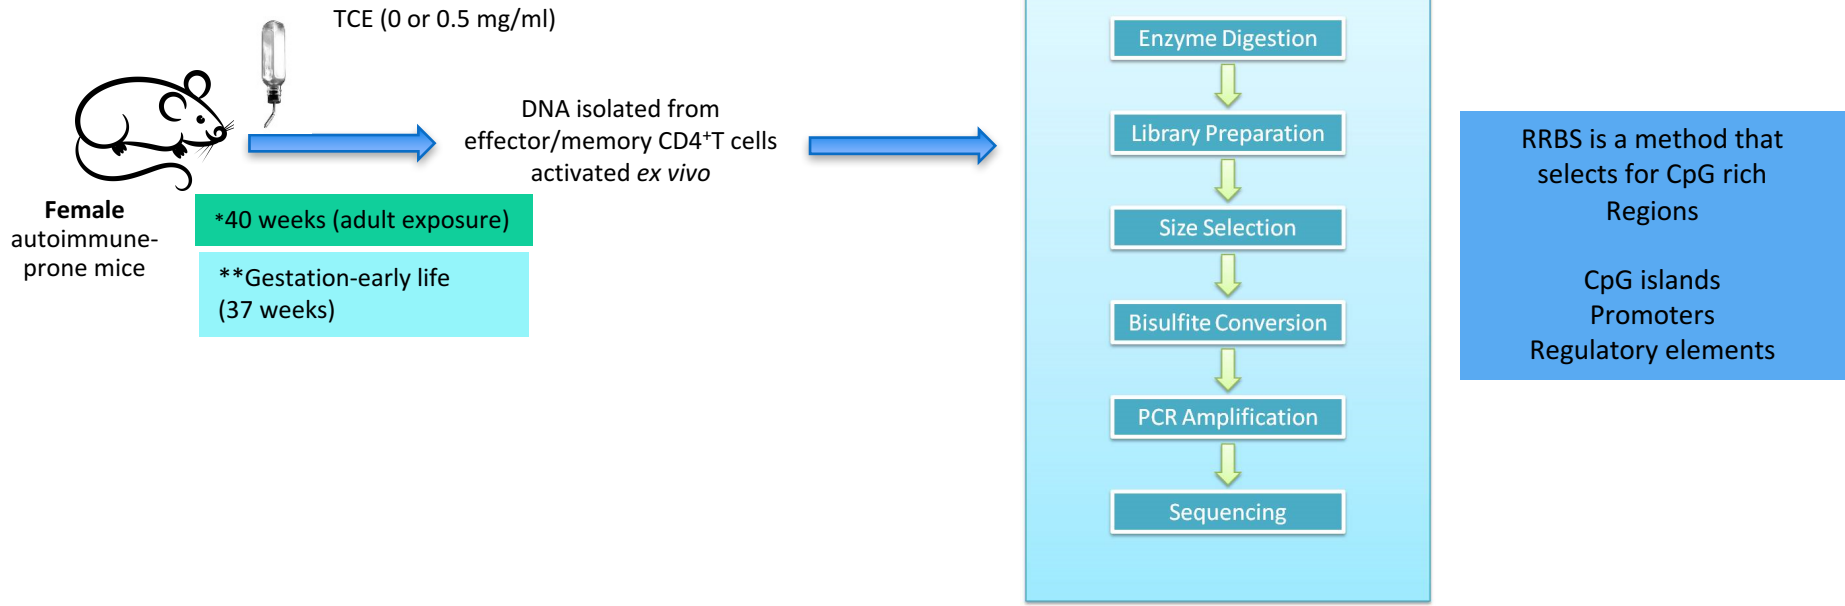 TCE (0 or 0.5 mg/ml)
Female
autoimmune-
prone mice
*40 weeks (adult exposure)
**Gestation-early life
(37 weeks)
DNA isolated from
effector/memory CD4⁺T cells
activated ex vivo
Enzyme Digestion
Library Preparation
Size Selection
Bisulfite Conversion
PCR Amplification
Sequencing
RRBS is a method that
selects for CpG rich
Regions
CpG islands
Promoters
Regulatory elements